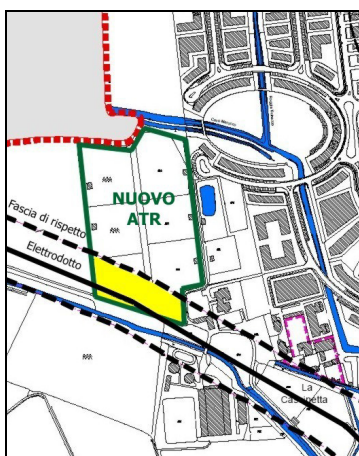 NUOVO
ATR
Fascia di rispetto
Elettrodotto
La
Cascinetta